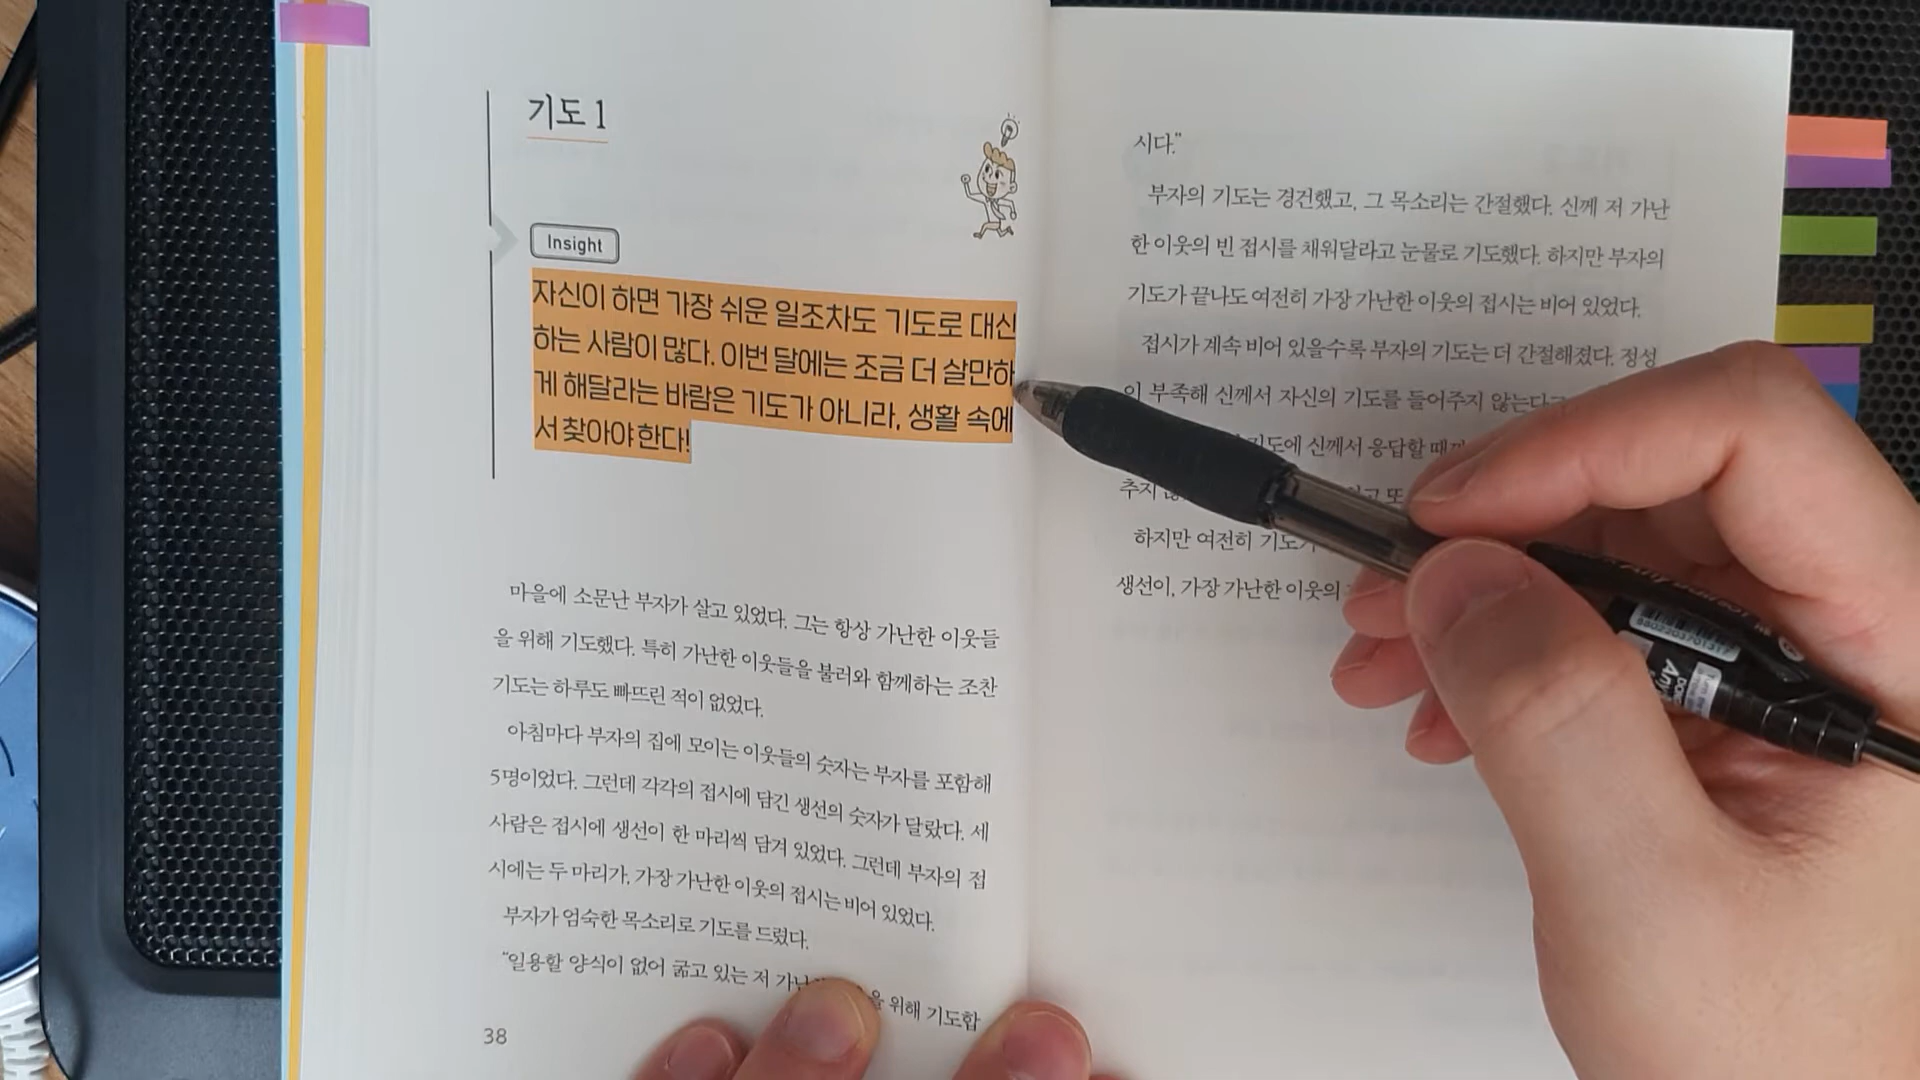 기도 1
Insight
자신이 하면 가장 쉬운 일조차도 기도로 대신
하는 사람이 많다. 이번 달에는 조금 더 살만하
게 해달라는 바람은 기도가 아니라, 생활 속에
서 찾아야 한다!
마을에 소문난 부자가 살고 있었다. 그는 항상 가난한 이웃들
을 위해 기도했다. 특히 가난한 이웃들을 불러와 함께하는 조찬
기도는 하루도 빠뜨린 적이 없었다.
아침마다 부자의 집에 모이는 이웃들의 숫자는 부자를 포함해
5명이었다. 그런데 각각의 접시에 담긴 생선의 숫자가 달랐다. 세
사람은 접시에 생선이 한 마리씩 담겨 있었다. 그런데 부자의 접
시에는 두 마리가, 가장 가난한 이웃의 접시는 비어 있었다.
부자가 엄숙한 목소리로 기도를 드렸다.
“일용할 양식이 없어 굶고 있는 저 위해 기도합
38
시다.”
부자의 기도는 경건했고, 그 목소리는 간절했다. 신께 저 가난
한 이웃의 빈 접시를 채워달라고 눈물로 기도했다. 하지만 부자의
기도가 끝나도 여전히 가장 가난한 이웃의 접시는 비어 있었다.
접시가 계속 비어 있을수록 부자의 기도는 더 간절해졌다. 정성
이 부족해 신께서 자신의 기도를 들어주지 않는다고
기도에 신께서 응답할 때까
추지 또
하지만 여전히 기도가
생선이, 가장 가난한 이웃의